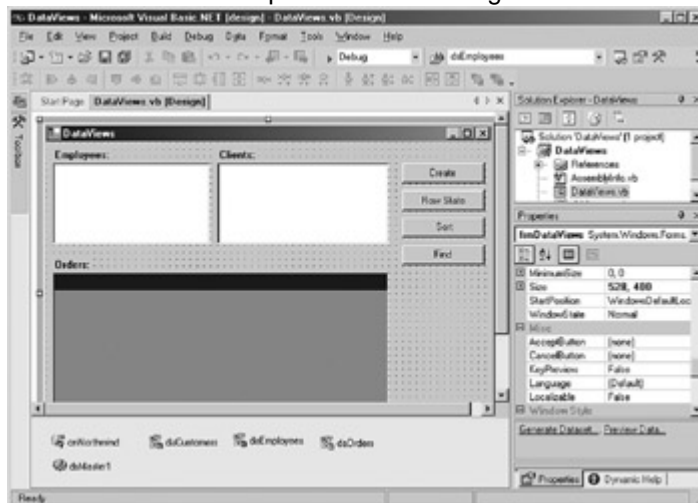 DataViews - Microsoft Visual Basic.NET [design] - DataViews.vb [Design]
File Edit View Project Build Debug Data Format Tools Window Help
Debug
dsEmployees
Start Page DataViews.vb [Design]
Toolbox
DataViews
Employees:
Clients:
Create
Row State
Sort
Find
Orders:
cnNorthwind
daCustomers
daEmployees
daOrders
dsMaster1
Solution Explorer - DataViews
Solution 'DataViews' (1 project)
DataViews
References
AssemblyInfo.vb
DataViews.vb
Properties
frmDataViews System.Windows.Forms.
MinimumSize 0, 0
Size 528, 400
StartPosition WindowsDefaultLoc
WindowState Normal
Misc
AcceptButton (none)
CancelButton (none)
KeyPreview False
Language (Default)
Localizable False
Window Style
Generate Dataset... Preview Data...
Properties Dynamic Help
Ready